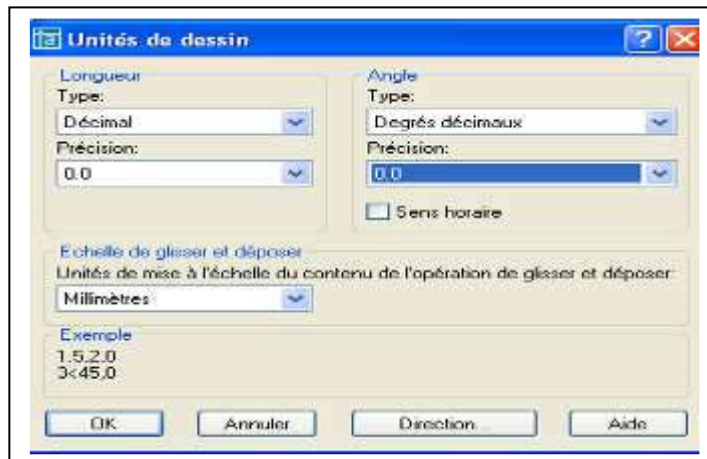 Unités de dessin
Longueur
Type:
Décimal
Précision:
0.0
Angle
Type:
Degrés décimaux
Précision:
0.0
Sens horaire
Echelle de glisser et déposer
Unités de mise à l'échelle du contenu de l'opération de glisser et déposer:
Millimètres
Exemple
1.5,2.0
3<45,0
OK
Annuler
Direction...
Aide